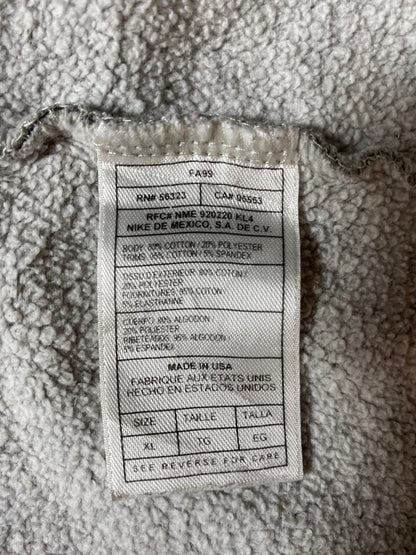 FA99
RN# 56323 CA# 05553
RFC# NME 920220 KL4
NIKE DE MEXICO, S.A. DE C.V.
BODY: 80% COTTON / 20% POLYESTER
TRIMS: 95% COTTON / 5% SPANDEX
TISSU D'EXTERIEUR: 80% COTON /
20% POLYESTER
FOURNITURES: 95% COTON /
5% ELASTHANNE
CUERPO: 80% ALGODON
20% POLIESTER
RIBETEADOS: 95% ALGODON -
5% ESPANDEX
MADE IN USA
FABRIQUE AUX ETATS UNIS
HECHO EN ESTADOS UNIDOS
SIZE TAILLE TALLA
XL TG EG
SEE REVERSE FOR CARE